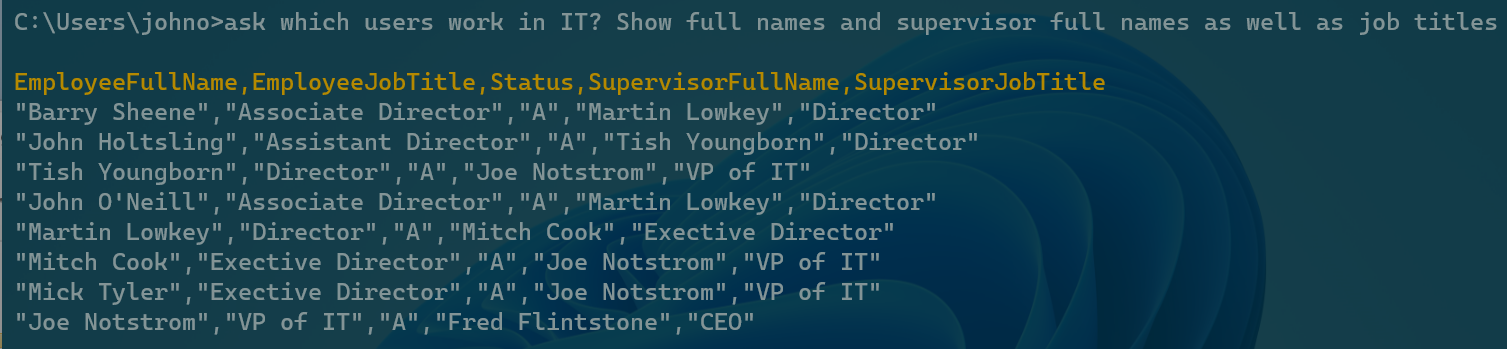 C:\Users\johno>ask which users work in IT? Show full names and supervisor full names as well as job titles
EmployeeFullName,EmployeeJobTitle,Status,SupervisorFullName,SupervisorJobTitle
"Barry Sheene","Associate Director","A","Martin Lowkey","Director"
"John Holtsling","Assistant Director","A","Tish Youngborn","Director"
"Tish Youngborn","Director","A","Joe Notstrom","VP of IT"
"John O'Neill","Associate Director","A","Martin Lowkey","Director"
"Martin Lowkey","Director","A","Mitch Cook","Exective Director"
"Mitch Cook","Exective Director","A","Joe Notstrom","VP of IT"
"Mick Tyler","Exective Director","A","Joe Notstrom","VP of IT"
"Joe Notstrom","VP of IT","A","Fred Flintstone","CEO"